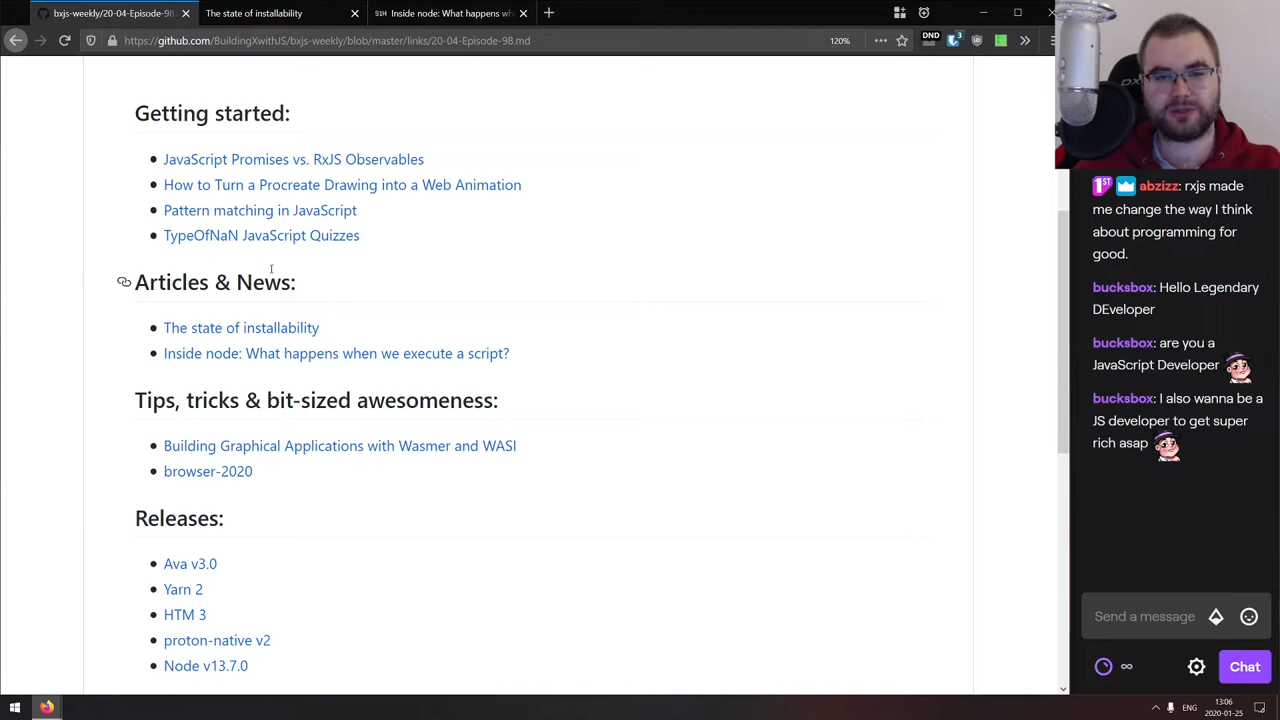 bxjs-weekly/20-04-Episode-98.
The state of installability
S1H Inside node: What happens wh
https://github.com/BuildingXwithJS/bxjs-weekly/blob/master/links/20-04-Episode-98.md
120%
DND
3
DX
Getting started:
JavaScript Promises vs. RxJS Observables
How to Turn a Procreate Drawing into a Web Animation
Pattern matching in JavaScript
TypeOfNaN JavaScript Quizzes
Articles & News:
The state of installability
Inside node: What happens when we execute a script?
Tips, tricks & bit-sized awesomeness:
Building Graphical Applications with Wasmer and WASI
browser-2020
Releases:
Ava v3.0
Yarn 2
HTM 3
proton-native v2
Node v13.7.0
1ST abzizz: rxjs made
me change the way I think
about programming for
good.
bucksbox: Hello Legendary
DEveloper
bucksbox: are you a
JavaScript Developer
bucksbox: I also wanna be a
JS developer to get super
rich asap
Send a message
∞
Chat
ENG
13:06
2020-01-25